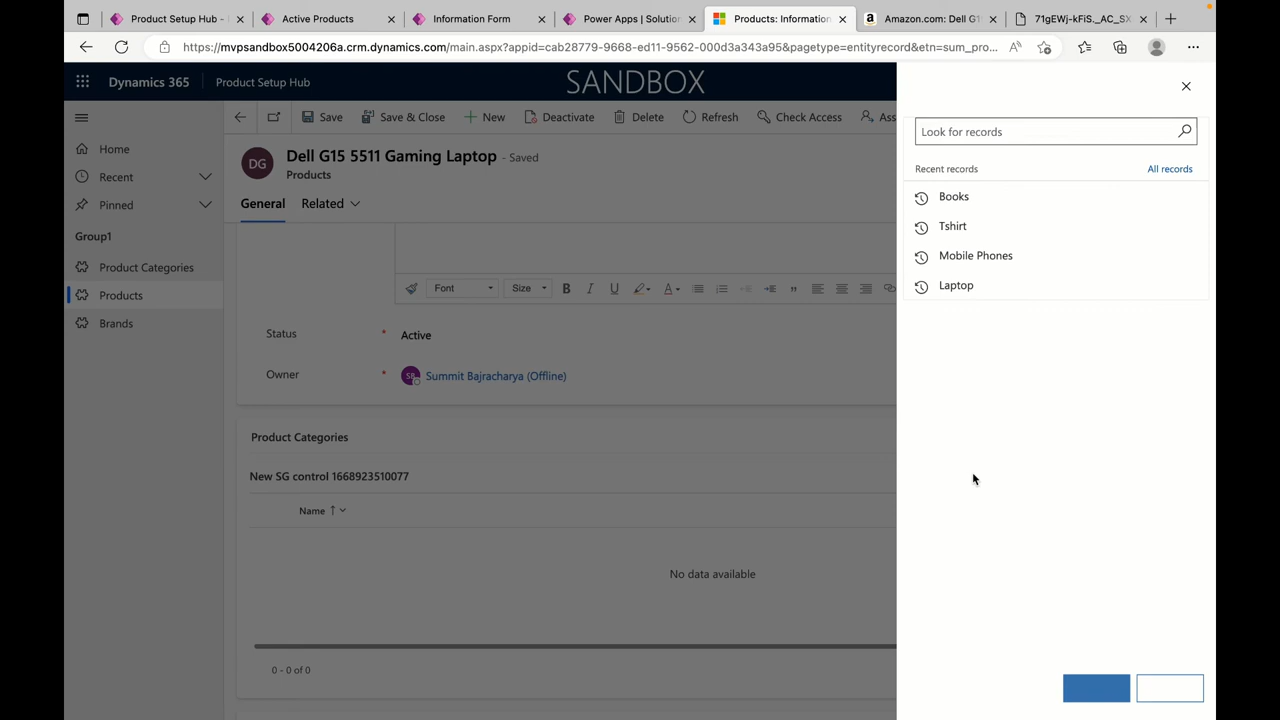 Product Setup Hub -
Active Products
Information Form
Power Apps | Solution
Products: Information
Amazon.com: Dell G1
71gEWj-kFiS._AC_SX
https://mvpsandbox5004206a.crm.dynamics.com/main.aspx?appid=cab28779-9668-ed11-9562-000d3a343a95&pagetype=entityrecord&etn=sum_pro...
Dynamics 365
Product Setup Hub
SANDBOX
Save
Save & Close
New
Deactivate
Delete
Refresh
Check Access
Ass
Home
Recent
Pinned
Group1
Product Categories
Products
Brands
DG
Dell G15 5511 Gaming Laptop - Saved
Products
General
Related
Font
Size
B I U A
Status * Active
Owner * SB Summit Bajracharya (Offline)
Product Categories
New SG control 1668923510077
Name ↑
No data available
0 - 0 of 0
Look for records
Recent records
All records
Books
Tshirt
Mobile Phones
Laptop